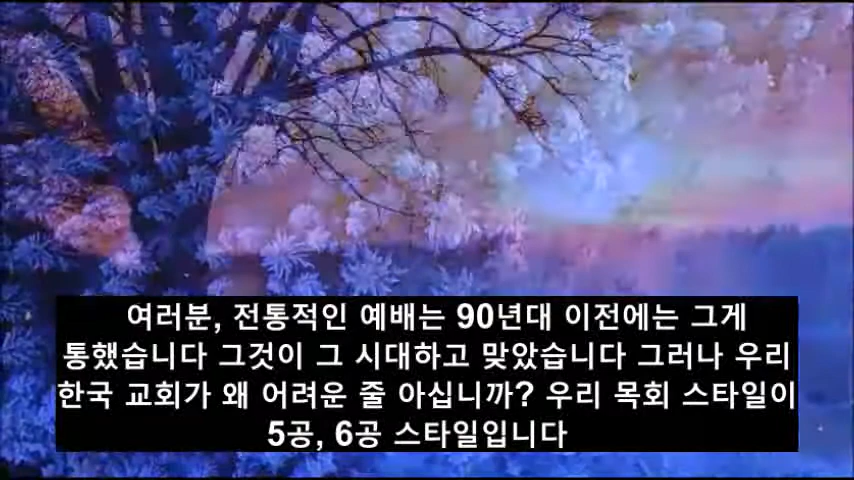 여러분, 전통적인 예배는 90년대 이전에는 그게
통했습니다 그것이 그 시대하고 맞았습니다 그러나 우리
한국 교회가 왜 어려운 줄 아십니까? 우리 목회 스타일이
5공, 6공 스타일입니다